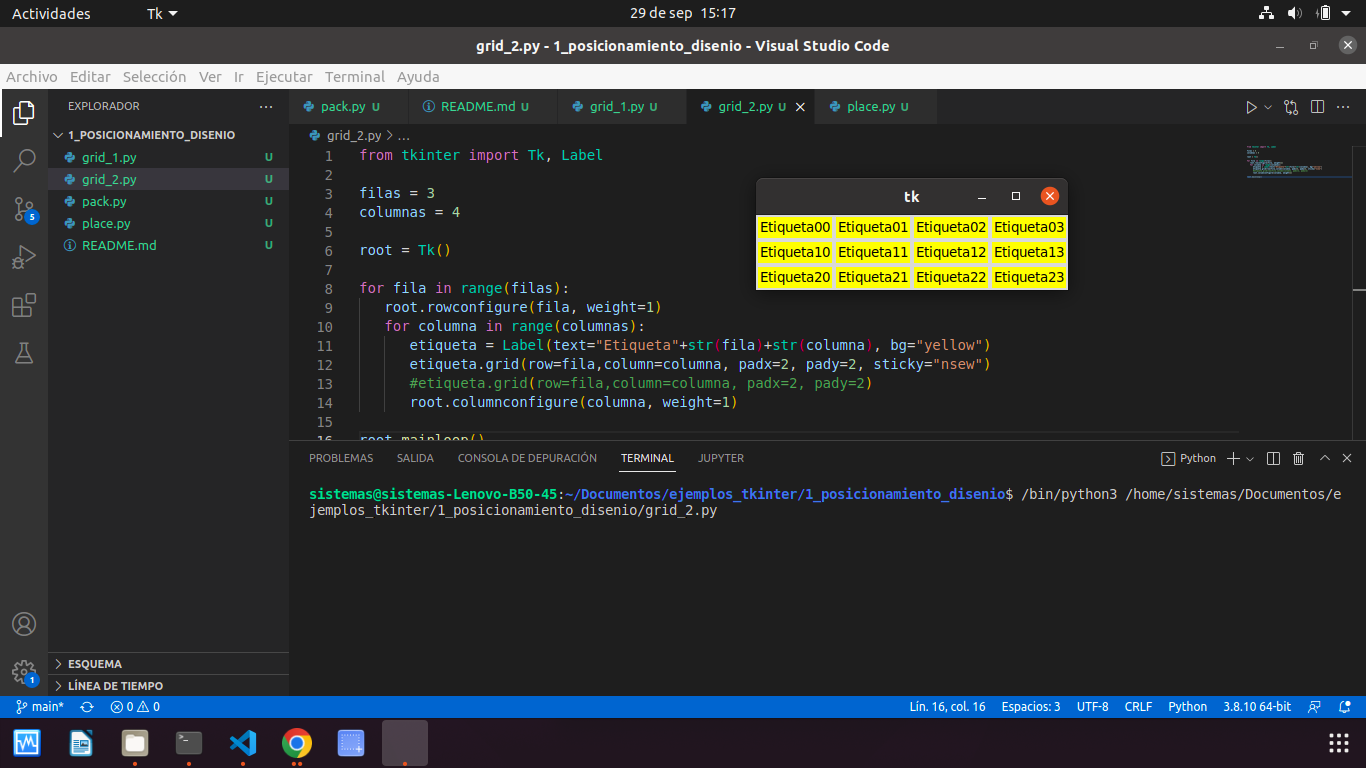 Actividades Tk 29 de sep 15:17
grid_2.py - 1_posicionamiento_disenio - Visual Studio Code
Archivo Editar Selección Ver Ir Ejecutar Terminal Ayuda
EXPLORADOR
1_POSICIONAMIENTO_DISENIO
grid_1.py U
grid_2.py U
pack.py U
place.py U
README.md U
5
ESQUEMA
LÍNEA DE TIEMPO
1
pack.py U README.md U grid_1.py U grid_2.py U place.py U
grid_2.py > ...
1 from tkinter import Tk, Label
2
3 filas = 3
4 columnas = 4
5
6 root = Tk()
7
8 for fila in range(filas):
9 root.rowconfigure(fila, weight=1)
10 for columna in range(columnas):
11 etiqueta = Label(text="Etiqueta"+str(fila)+str(columna), bg="yellow")
12 etiqueta.grid(row=fila,column=columna, padx=2, pady=2, sticky="nsew")
13 #etiqueta.grid(row=fila,column=columna, padx=2, pady=2)
14 root.columnconfigure(columna, weight=1)
15
16 root.mainloop()
tk
Etiqueta00 Etiqueta01 Etiqueta02 Etiqueta03
Etiqueta10 Etiqueta11 Etiqueta12 Etiqueta13
Etiqueta20 Etiqueta21 Etiqueta22 Etiqueta23
PROBLEMAS SALIDA CONSOLA DE DEPURACIÓN TERMINAL JUPYTER Python
sistemas@sistemas-Lenovo-B50-45:~/Documentos/ejemplos_tkinter/1_posicionamiento_disenio$ /bin/python3 /home/sistemas/Documentos/e
jemplos_tkinter/1_posicionamiento_disenio/grid_2.py
main* 0 0 Lín. 16, col. 16 Espacios: 3 UTF-8 CRLF Python 3.8.10 64-bit